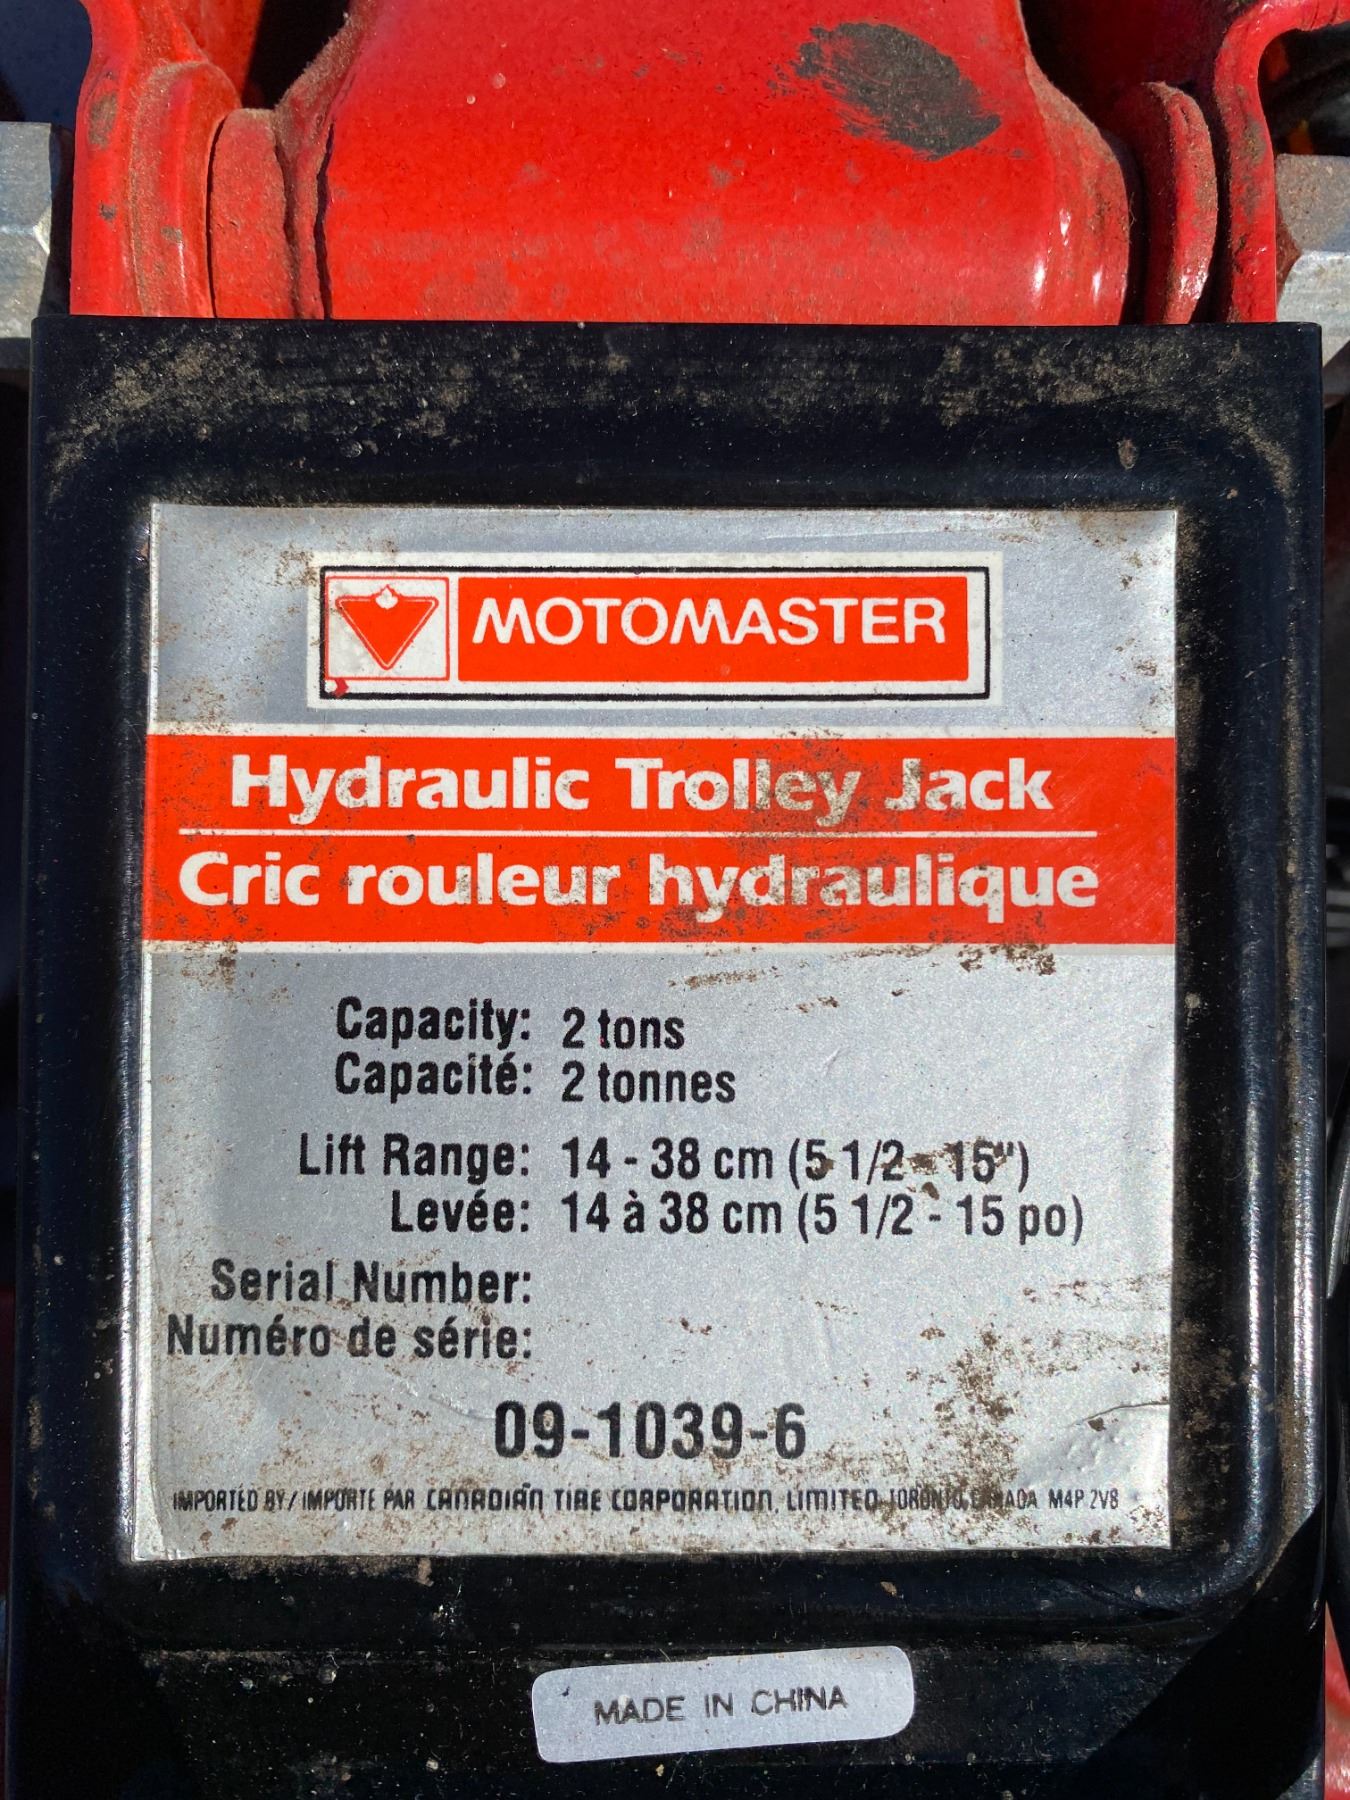 MOTOMASTER
Hydraulic Trolley Jack
Cric rouleur hydraulique
Capacity: 2 tons
Capacité: 2 tonnes
Lift Range: 14 - 38 cm (5 1/2 - 15")
Levée: 14 à 38 cm (5 1/2 - 15 po)
Serial Number:
Numéro de série:
09-1039-6
IMPORTED BY / IMPORTE PAR CANADIAN TIRE CORPORATION, LIMITED TORONTO, CANADA M4P 2V8
MADE IN CHINA